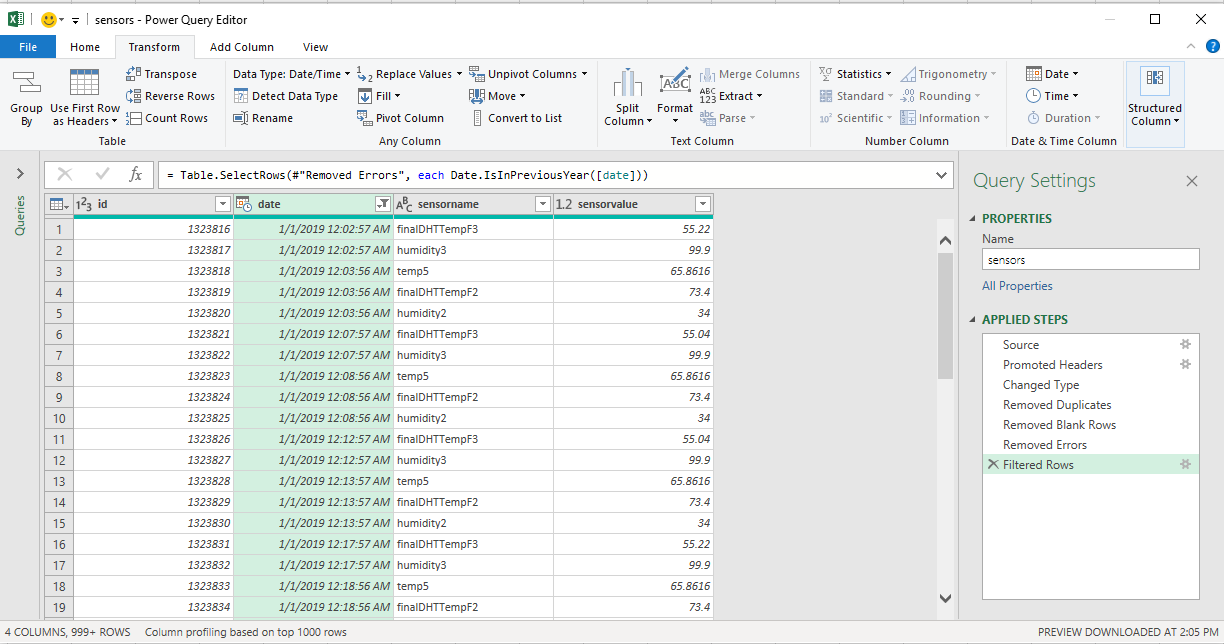 sensors - Power Query Editor
File Home Transform Add Column View
Group By
Use First Row as Headers
Transpose
Reverse Rows
Count Rows
Table
Data Type: Date/Time
Detect Data Type
Rename
Replace Values
Fill
Pivot Column
Unpivot Columns
Move
Convert to List
Any Column
Split Column
Format
Merge Columns
Extract
Parse
Text Column
Statistics
Standard
Scientific
Trigonometry
Rounding
Information
Number Column
Date
Time
Duration
Date & Time Column
Structured Column
Queries
= Table.SelectRows(#"Removed Errors", each Date.IsInPreviousYear([date]))
id date sensorname sensorvalue
1 1323816 1/1/2019 12:02:57 AM finalDHTTempF3 55.22
2 1323817 1/1/2019 12:02:57 AM humidity3 99.9
3 1323818 1/1/2019 12:03:56 AM temp5 65.8616
4 1323819 1/1/2019 12:03:56 AM finalDHTTempF2 73.4
5 1323820 1/1/2019 12:03:56 AM humidity2 34
6 1323821 1/1/2019 12:07:57 AM finalDHTTempF3 55.04
7 1323822 1/1/2019 12:07:57 AM humidity3 99.9
8 1323823 1/1/2019 12:08:56 AM temp5 65.8616
9 1323824 1/1/2019 12:08:56 AM finalDHTTempF2 73.4
10 1323825 1/1/2019 12:08:56 AM humidity2 34
11 1323826 1/1/2019 12:12:57 AM finalDHTTempF3 55.04
12 1323827 1/1/2019 12:12:57 AM humidity3 99.9
13 1323828 1/1/2019 12:13:57 AM temp5 65.8616
14 1323829 1/1/2019 12:13:57 AM finalDHTTempF2 73.4
15 1323830 1/1/2019 12:13:57 AM humidity2 34
16 1323831 1/1/2019 12:17:57 AM finalDHTTempF3 55.22
17 1323832 1/1/2019 12:17:57 AM humidity3 99.9
18 1323833 1/1/2019 12:18:56 AM temp5 65.8616
19 1323834 1/1/2019 12:18:56 AM finalDHTTempF2 73.4
Query Settings
PROPERTIES
Name
sensors
All Properties
APPLIED STEPS
Source
Promoted Headers
Changed Type
Removed Duplicates
Removed Blank Rows
Removed Errors
Filtered Rows
4 COLUMNS, 999+ ROWS Column profiling based on top 1000 rows
PREVIEW DOWNLOADED AT 2:05 PM